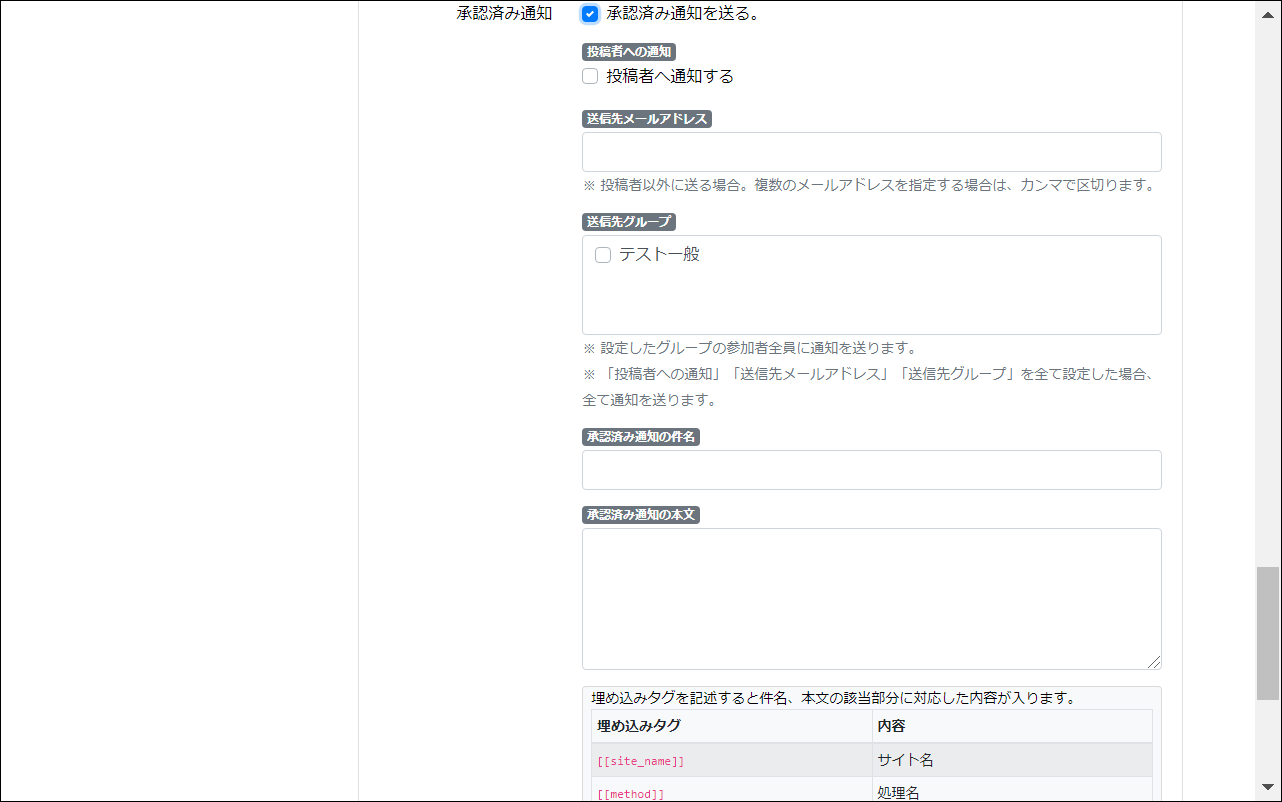 承認済み通知 承認済み通知を送る。
投稿者への通知
投稿者へ通知する
送信先メールアドレス
※ 投稿者以外に送る場合。複数のメールアドレスを指定する場合は、カンマで区切ります。
送信先グループ
テスト一般
※ 設定したグループの参加者全員に通知を送ります。
※ 「投稿者への通知」「送信先メールアドレス」「送信先グループ」を全て設定した場合、
全て通知を送ります。
承認済み通知の件名
承認済み通知の本文
埋め込みタグを記述すると件名、本文の該当部分に対応した内容が入ります。
埋め込みタグ 内容
[[site_name]] サイト名
[[method]] 処理名